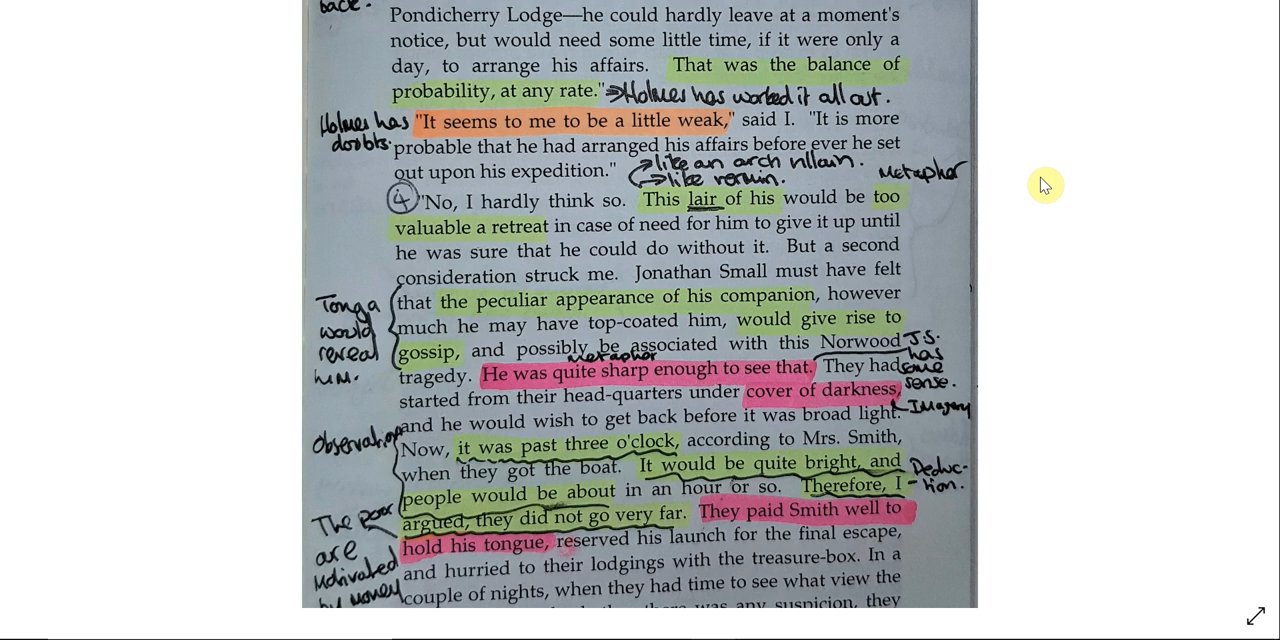 back.
Pondicherry Lodge—he could hardly leave at a moment's
notice, but would need some little time, if it were only a
day, to arrange his affairs. That was the balance of
probability, at any rate." → Holmes has worked it all out.
Holmes has doubts.
"It seems to me to be a little weak," said I. "It is more
probable that he had arranged his affairs before ever he set
out upon his expedition."
→ like an arch villain.
→ like vermin.
Metaphor
④ "No, I hardly think so. This lair of his would be too
valuable a retreat in case of need for him to give it up until
he was sure that he could do without it. But a second
consideration struck me. Jonathan Small must have felt
that the peculiar appearance of his companion, however
much he may have top-coated him, would give rise to
gossip, and possibly be associated with this Norwood
Tonga
would
reveal
him.
J.S.
has
some
sense.
Metaphor
tragedy. He was quite sharp enough to see that. They had
started from their head-quarters under cover of darkness,
Imagery
and he would wish to get back before it was broad light.
Observation
Now, it was past three o'clock, according to Mrs. Smith,
when they got the boat. It would be quite bright, and
people would be about in an hour or so. Therefore, I
Deduc-
tion.
argued, they did not go very far. They paid Smith well to
hold his tongue, reserved his launch for the final escape,
The poor
are
motivated
by money
and hurried to their lodgings with the treasure-box. In a
couple of nights, when they had time to see what view the
was any suspicion, they